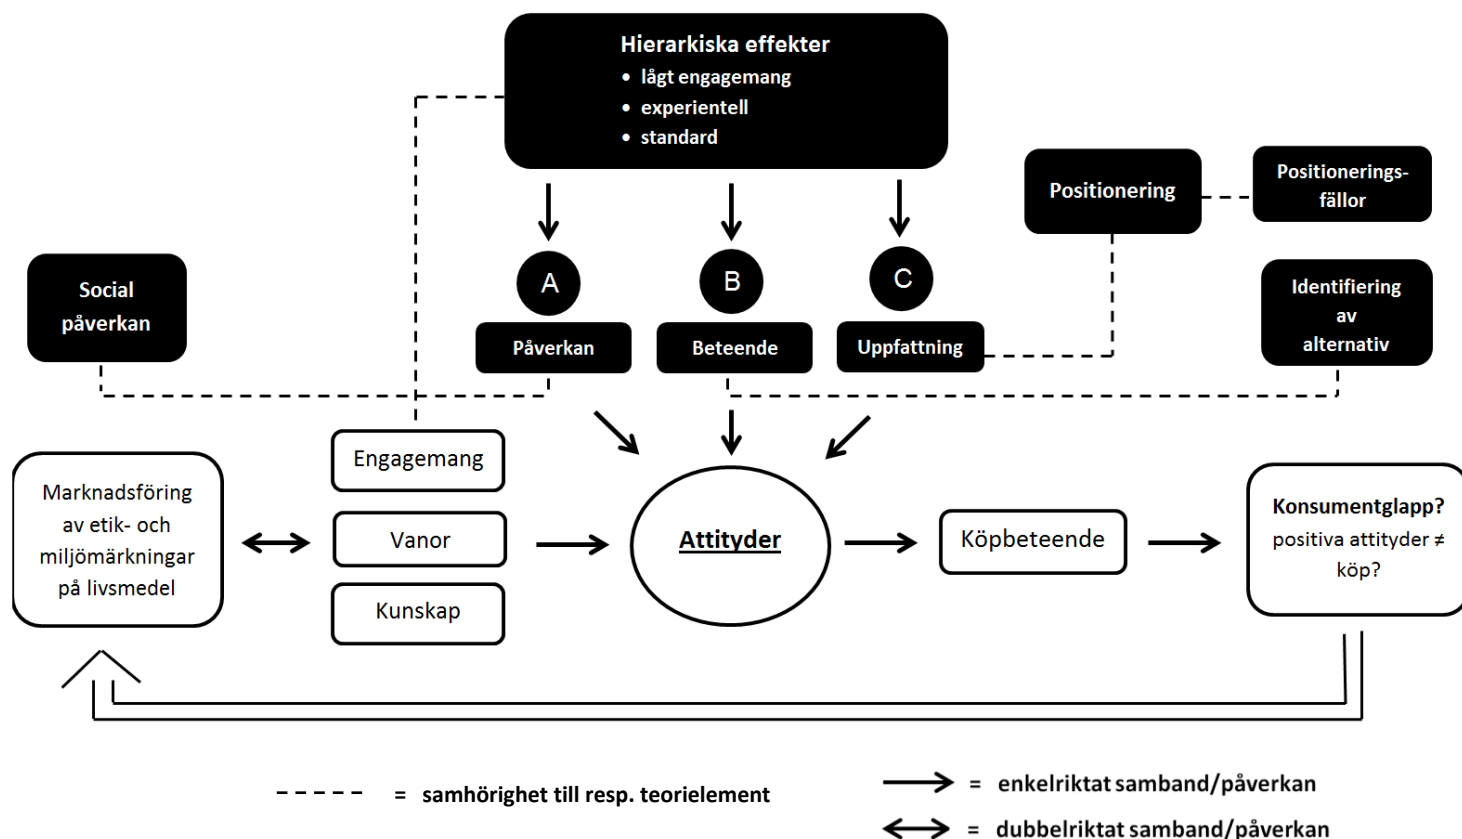 Hierarkiska effekter
• lågt engagemang
• experientell
• standard
Positionering
Positionerings-
fällor
Social
påverkan
A
B
C
Identifiering
av
alternativ
Påverkan
Beteende
Uppfattning
Engagemang
Marknadsföring
av etik- och
miljömärkningar
på livsmedel
Vanor
Kunskap
Attityder
Köpbeteende
Konsumentglapp?
positiva attityder ≠
köp?
= samhörighet till resp. teorielement
= enkelriktat samband/påverkan
= dubbelriktat samband/påverkan